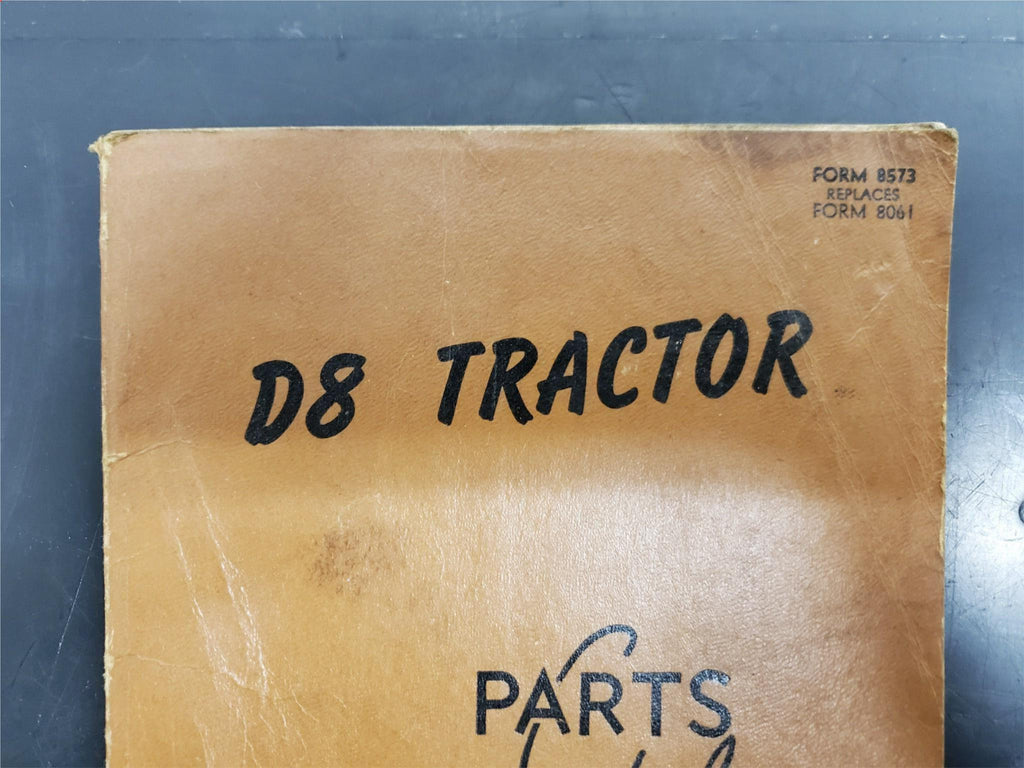 FORM 8573
REPLACES
FORM 8061
D8 TRACTOR
PARTS